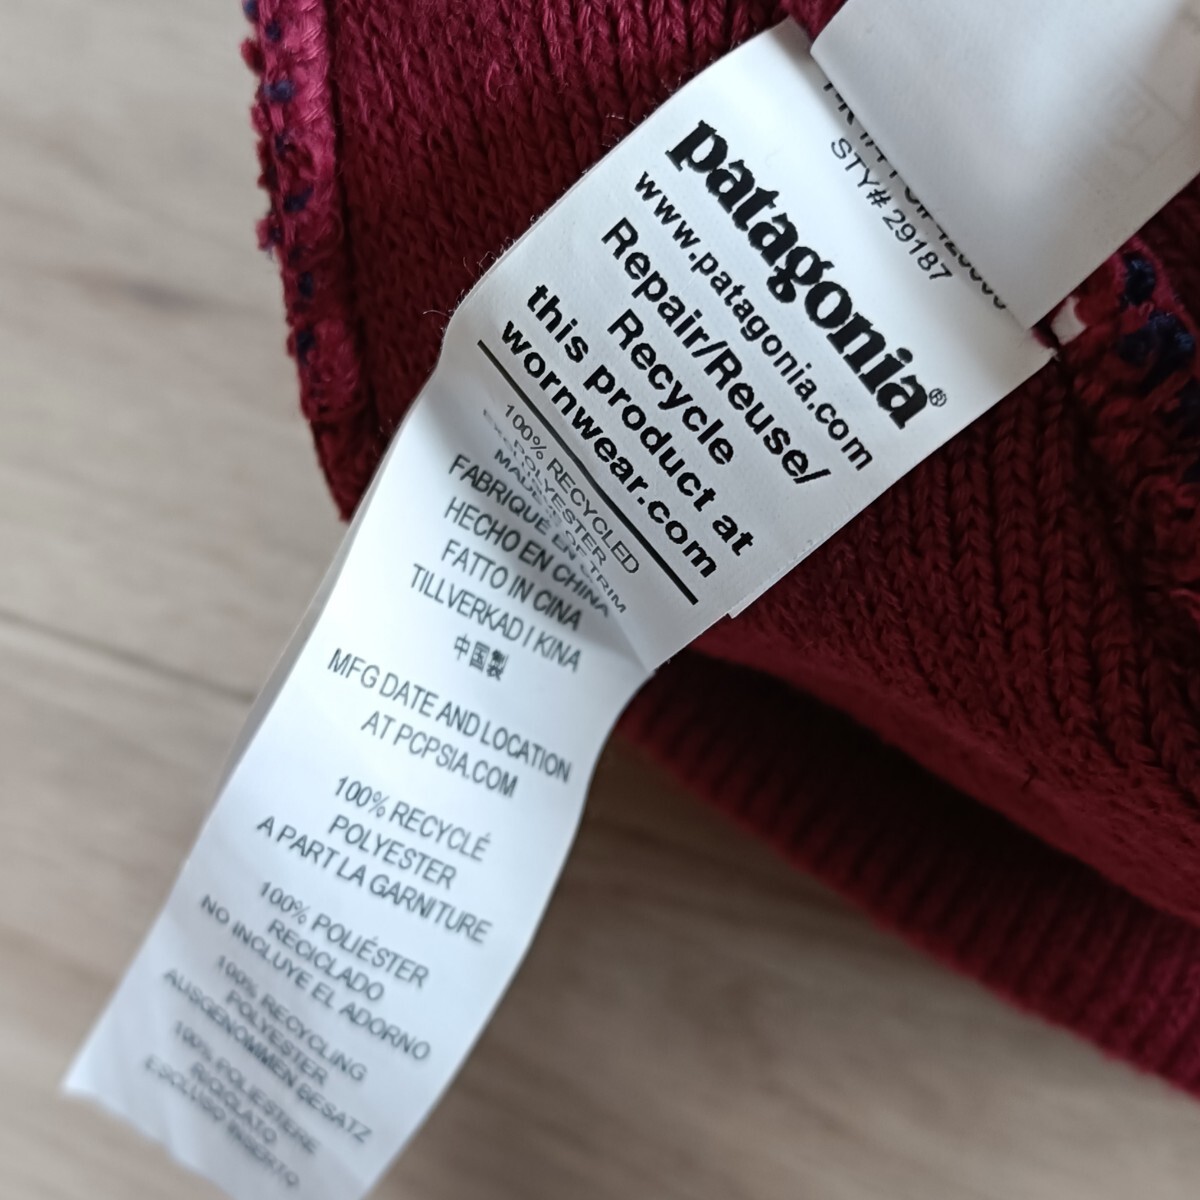 STY# 29187
patagonia®
www.patagonia.com
Repair/Reuse/
Recycle
this product at
wornwear.com
100% RECYCLED
POLYESTER
FABRIQUÉ EN
HECHO EN CHINA
FATTO IN CINA
TILLVERKAD I KINA
中国製
MFG DATE AND LOCATION
AT PCPSIA.COM
100% RECYCLÉ
POLYESTER
A PART LA GARNITURE
100% POLIÉSTER
RECICLADO
NO INCLUYE EL ADORNO
100% RECYCLING
POLYESTER
AUSGENOMMEN BESATZ
100% POLIESTERE
RICICLATO
ESCLUSO INSERTO